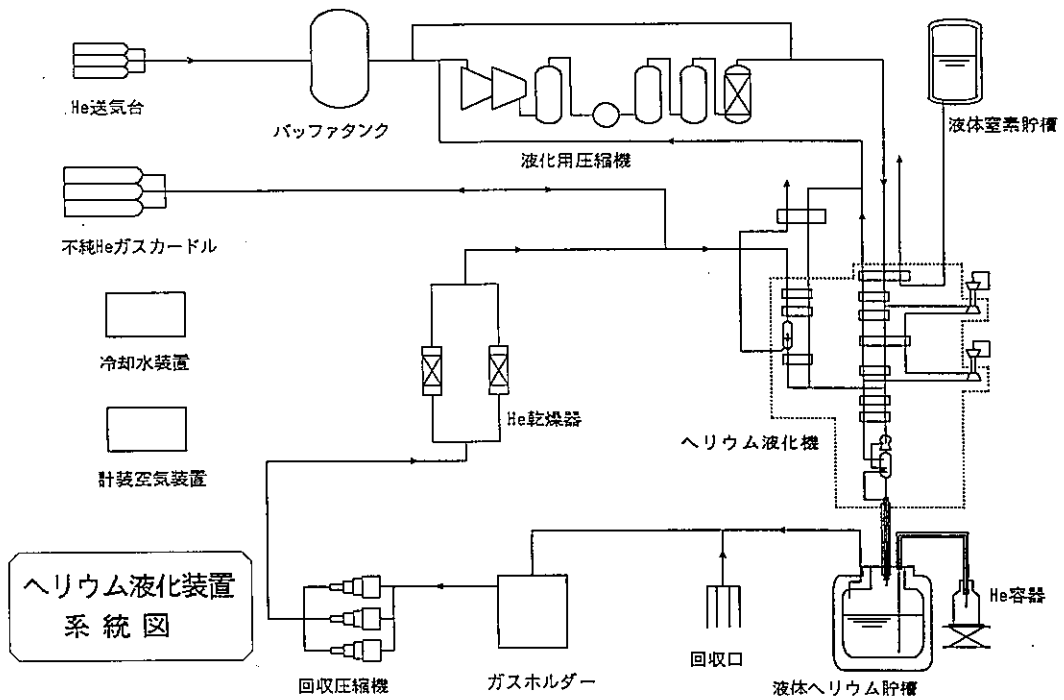 He送気台
バッファタンク
液化用圧縮機
液体窒素貯槽
不純Heガスカードル
冷却水装置
He乾燥器
ヘリウム液化機
計装空気装置
ヘリウム液化装置
系統図
回収圧縮機
ガスホルダー
回収口
液体ヘリウム貯槽
He容器